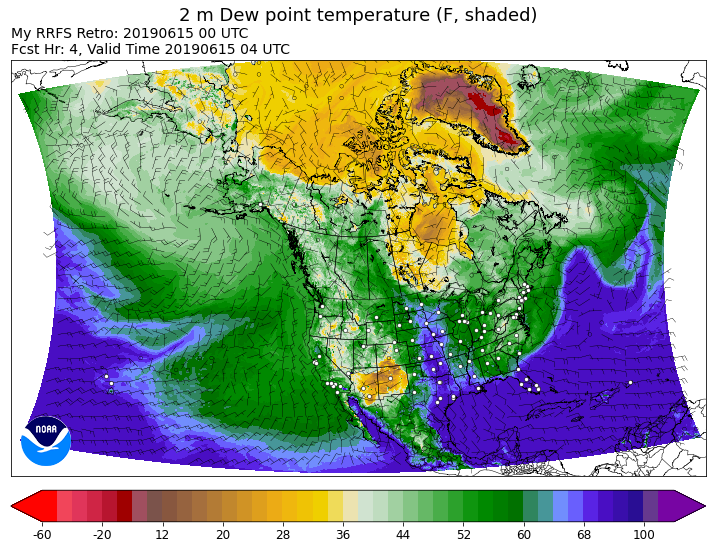 2 m Dew point temperature (F, shaded)
My RRFS Retro: 20190615 00 UTC
Fcst Hr: 4, Valid Time 20190615 04 UTC
NOAA
-60 -20 12 20 28 36 44 52 60 68 100